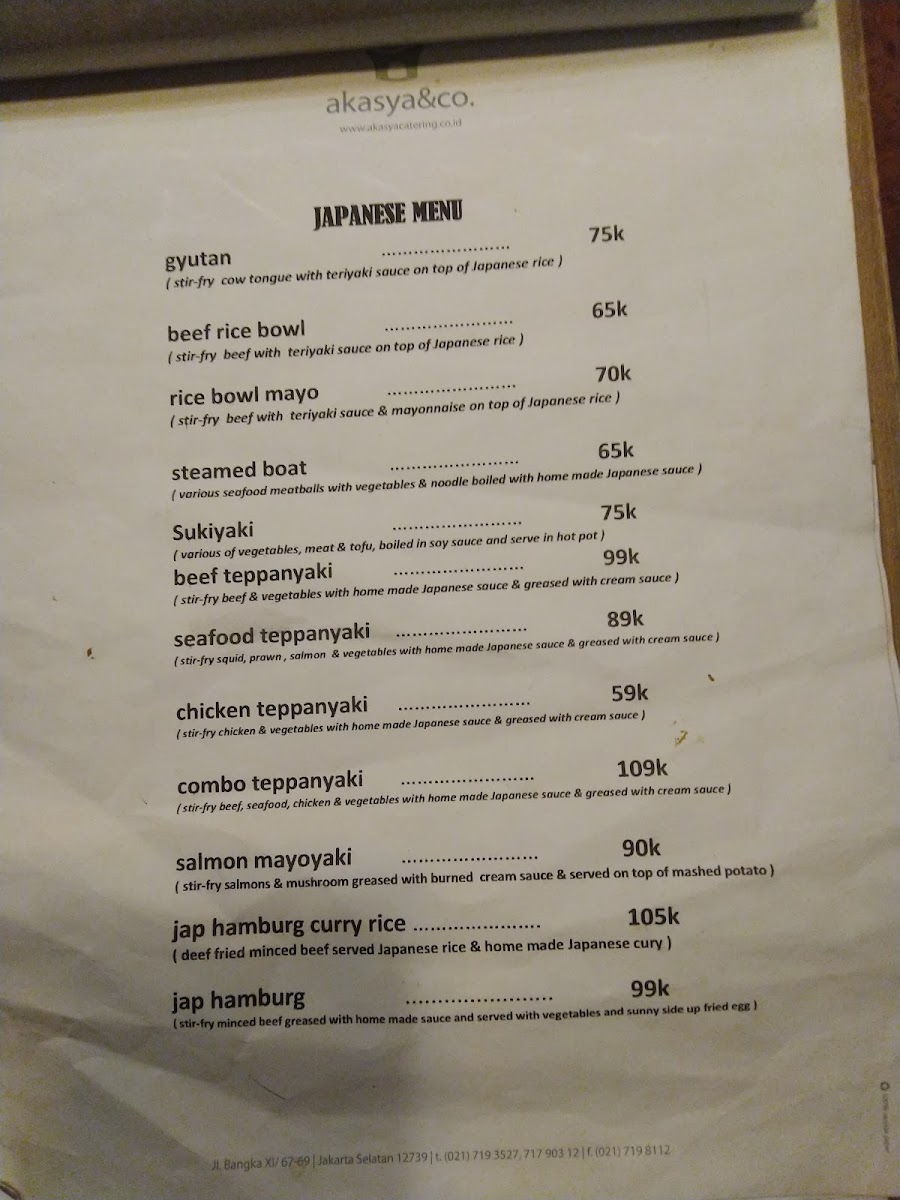 akasya&co.
www.akasyacatering.co.id
JAPANESE MENU
gyutan ........................ 75k
( stir-fry cow tongue with teriyaki sauce on top of Japanese rice )
beef rice bowl ........................ 65k
( stir-fry beef with teriyaki sauce on top of Japanese rice )
rice bowl mayo ........................ 70k
( stir-fry beef with teriyaki sauce & mayonnaise on top of Japanese rice )
steamed boat ........................ 65k
( various seafood meatballs with vegetables & noodle boiled with home made Japanese sauce )
Sukiyaki ........................ 75k
( various of vegetables, meat & tofu, boiled in soy sauce and serve in hot pot )
beef teppanyaki ........................ 99k
( stir-fry beef & vegetables with home made Japanese sauce & greased with cream sauce )
seafood teppanyaki ........................ 89k
( stir-fry squid, prawn , salmon & vegetables with home made Japanese sauce & greased with cream sauce )
chicken teppanyaki ........................ 59k
( stir-fry chicken & vegetables with home made Japanese sauce & greased with cream sauce )
combo teppanyaki ........................ 109k
( stir-fry beef, seafood, chicken & vegetables with home made Japanese sauce & greased with cream sauce )
salmon mayoyaki ........................ 90k
( stir-fry salmons & mushroom greased with burned cream sauce & served on top of mashed potato )
jap hamburg curry rice ...................... 105k
( deef fried minced beef served Japanese rice & home made Japanese cury )
jap hamburg ........................ 99k
( stir-fry minced beef greased with home made sauce and served with vegetables and sunny side up fried egg )
Jl. Bangka XI/ 67-69 | Jakarta Selatan 12739 | t. (021) 719 3527, 717 903 12 | f. (021) 719 8112